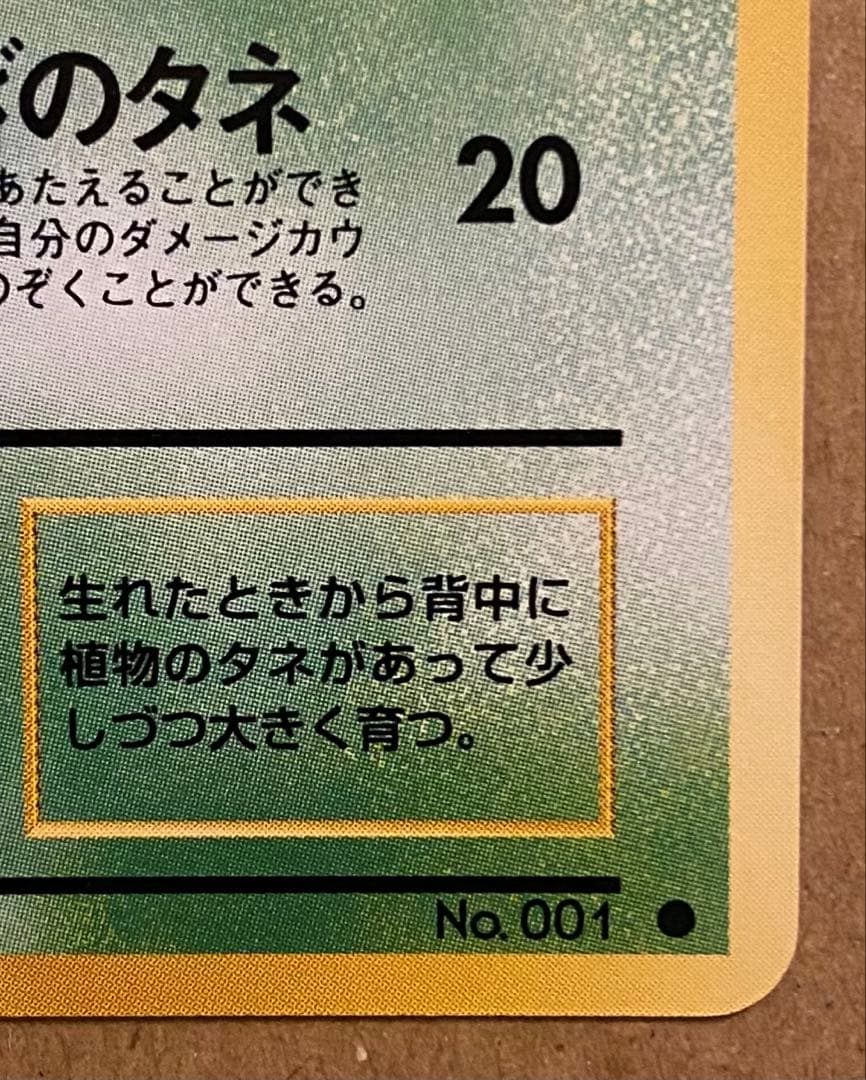 のタネ
20
あたえることができ
自分のダメージカウ
のぞくことができる。
生れたときから背中に
植物のタネがあって少
しづつ大きく育つ。
No. 001 ●